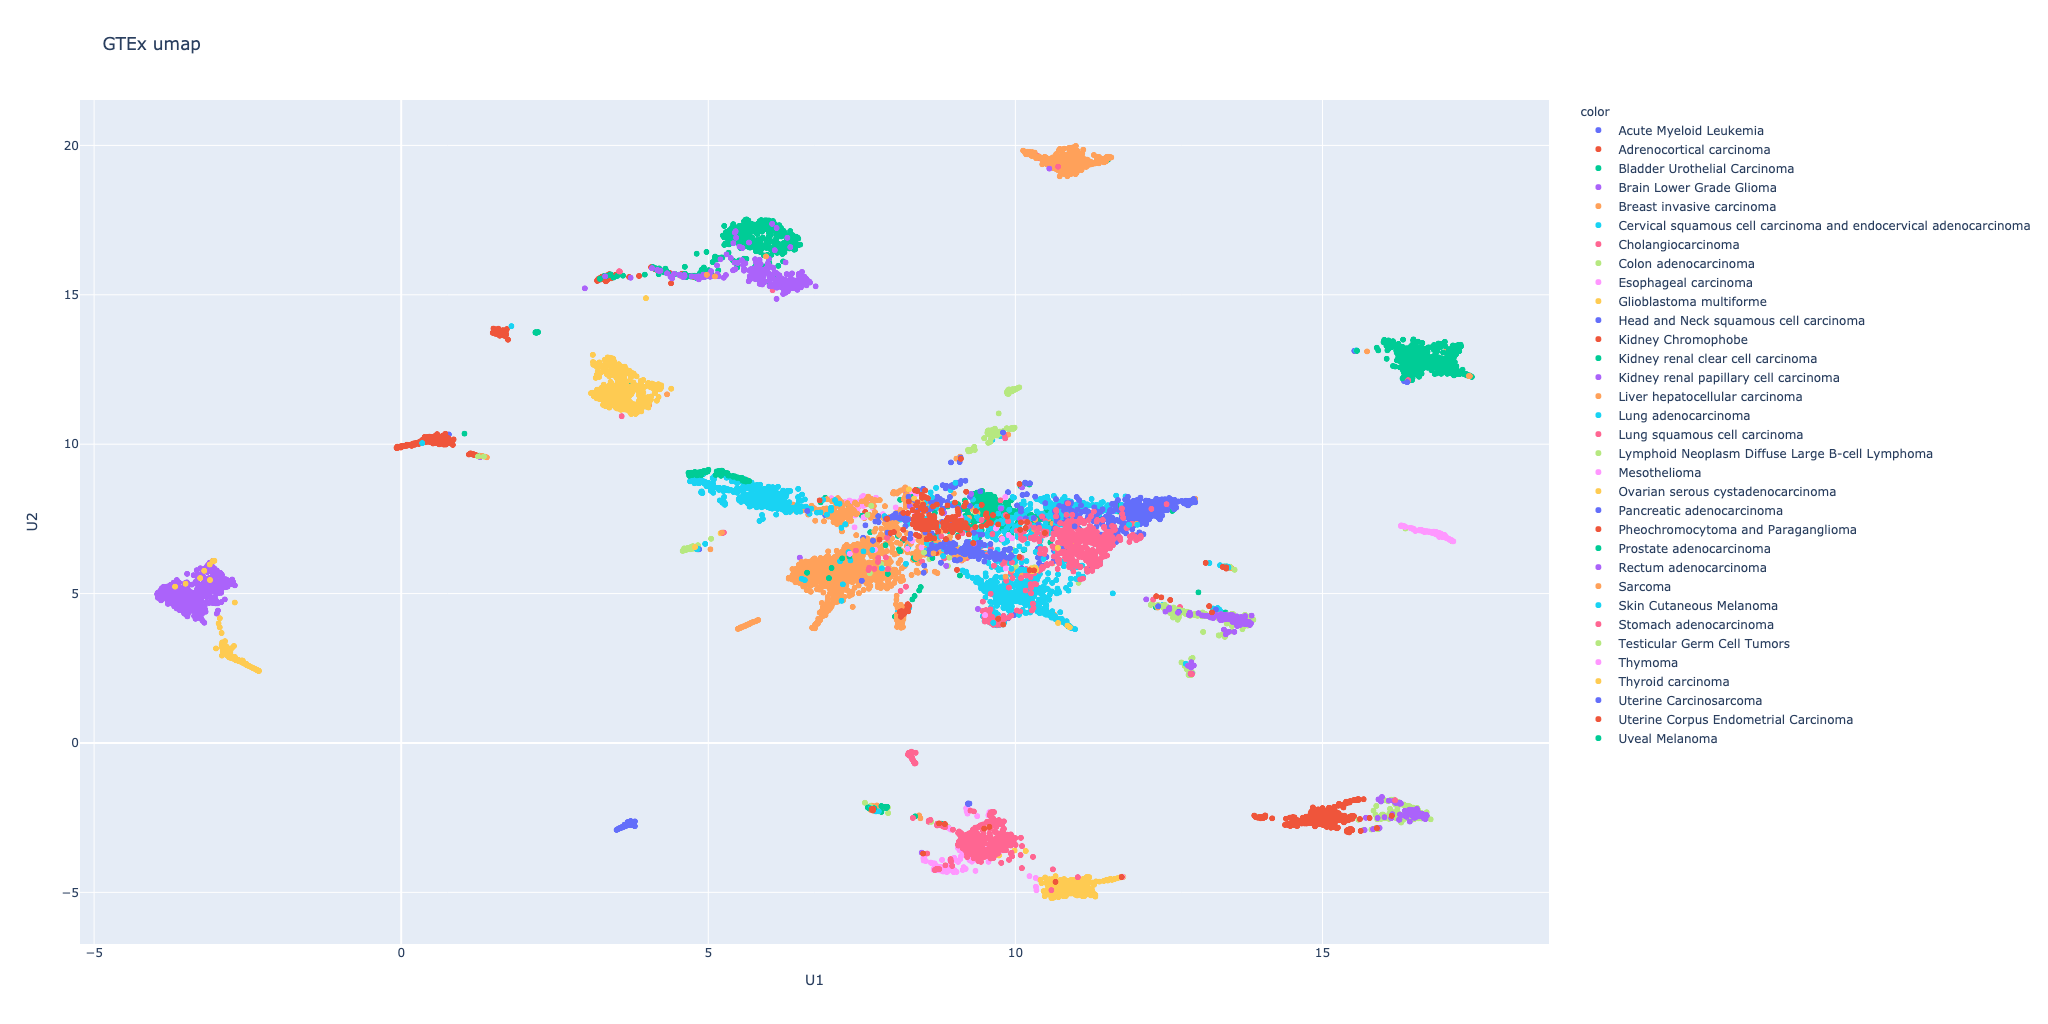 GTEx umap
color
Acute Myeloid Leukemia
Adrenocortical carcinoma
Bladder Urothelial Carcinoma
Brain Lower Grade Glioma
Breast invasive carcinoma
Cervical squamous cell carcinoma and endocervical adenocarcinoma
Cholangiocarcinoma
Colon adenocarcinoma
Esophageal carcinoma
Glioblastoma multiforme
Head and Neck squamous cell carcinoma
Kidney Chromophobe
Kidney renal clear cell carcinoma
Kidney renal papillary cell carcinoma
Liver hepatocellular carcinoma
Lung adenocarcinoma
Lung squamous cell carcinoma
Lymphoid Neoplasm Diffuse Large B-cell Lymphoma
Mesothelioma
Ovarian serous cystadenocarcinoma
Pancreatic adenocarcinoma
Pheochromocytoma and Paraganglioma
Prostate adenocarcinoma
Rectum adenocarcinoma
Sarcoma
Skin Cutaneous Melanoma
Stomach adenocarcinoma
Testicular Germ Cell Tumors
Thymoma
Thyroid carcinoma
Uterine Carcinosarcoma
Uterine Corpus Endometrial Carcinoma
Uveal Melanoma
20
15
10
5
0
−5
U2
−5 0 5 10 15
U1